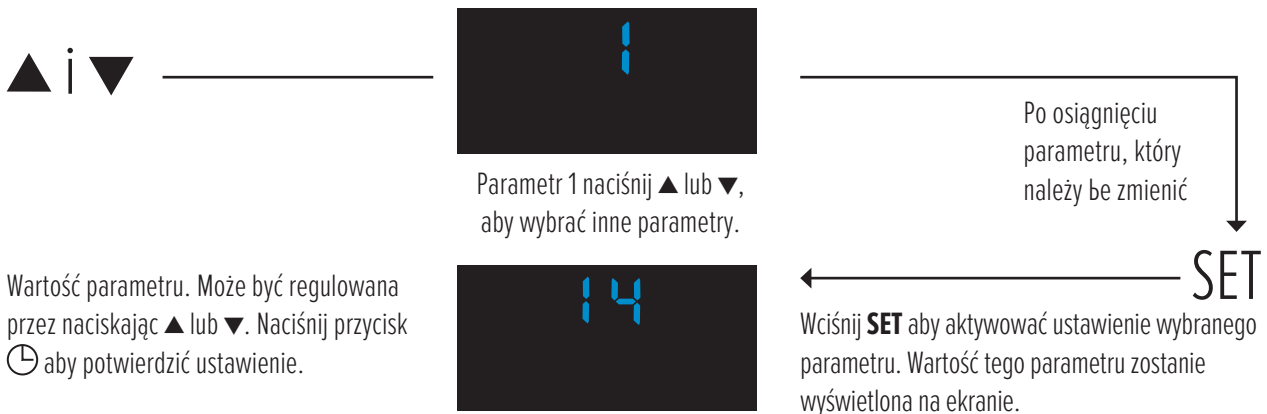 ▲ i ▼
1
Parametr 1 naciśnij ▲ lub ▼,
aby wybrać inne parametry.
Po osiągnięciu
parametru, który
należy be zmienić
SET
Wciśnij SET aby aktywować ustawienie wybranego
parametru. Wartość tego parametru zostanie
wyświetlona na ekranie.
14
Wartość parametru. Może być regulowana
przez naciskając ▲ lub ▼. Naciśnij przycisk
aby potwierdzić ustawienie.